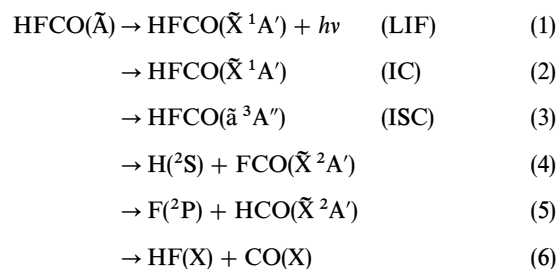 HFCO(Ã) → HFCO(X̃ ¹A′) + hν (LIF) (1)
→ HFCO(X̃ ¹A′) (IC) (2)
→ HFCO(ã ³A″) (ISC) (3)
→ H(²S) + FCO(X̃ ²A′) (4)
→ F(²P) + HCO(X̃ ²A′) (5)
→ HF(X) + CO(X) (6)